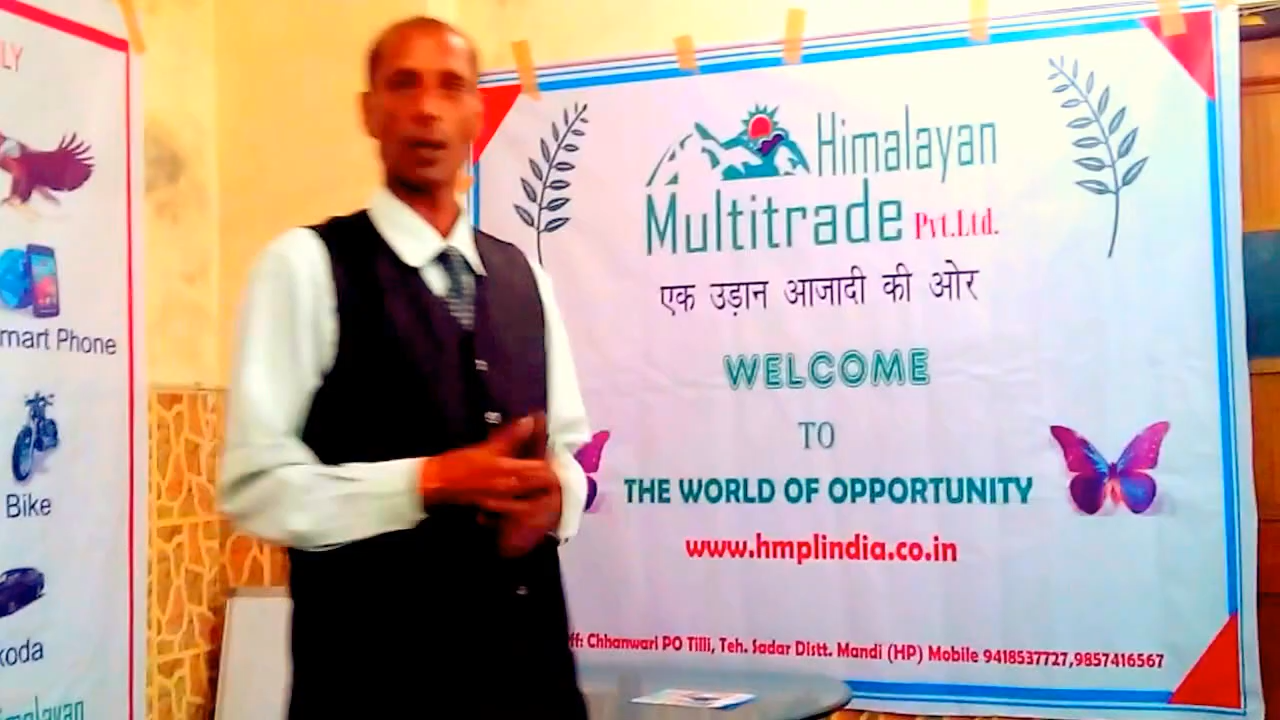 LY
mart Phone
Bike
koda
Himalayan
Himalayan
Multitrade Pvt.Ltd.
एक उड़ान आजादी की ओर
WELCOME
TO
THE WORLD OF OPPORTUNITY
www.hmplindia.co.in
ff: Chhanwari PO Tilli, Teh. Sadar Distt. Mandi (HP) Mobile 9418537727,9857416567